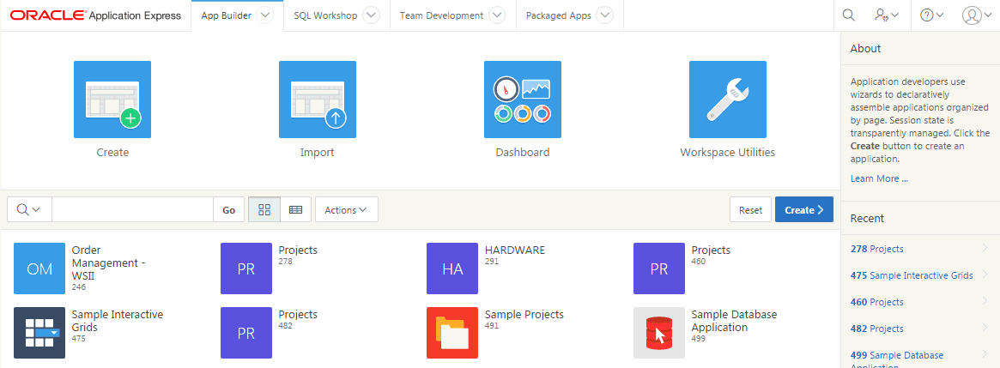 ORACLE Application Express
App Builder
SQL Workshop
Team Development
Packaged Apps
About
Application developers use
wizards to declaratively
assemble applications organized
by page. Session state is
transparently managed. Click the
Create button to create an
application.
Learn More ...
Create
Import
Dashboard
Workspace Utilities
Go
Actions
Reset
Create
Recent
278 Projects
475 Sample Interactive Grids
460 Projects
482 Projects
499 Sample Database
OM
Order
Management -
WSII
246
PR
Projects
278
HA
HARDWARE
291
PR
Projects
460
Sample Interactive
Grids
475
PR
Projects
482
Sample Projects
491
Sample Database
Application
499